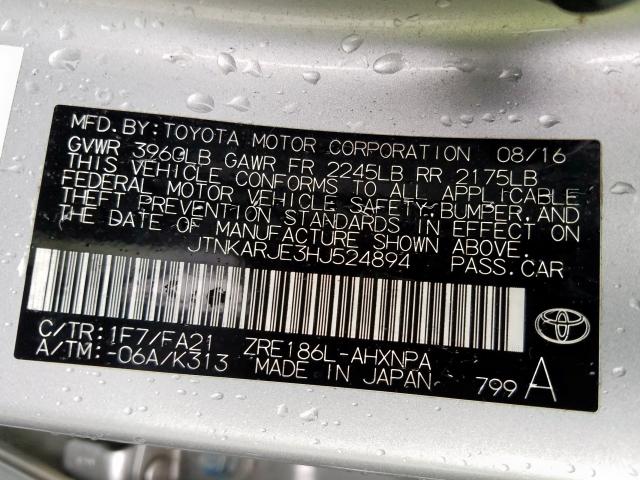 MFD. BY: TOYOTA MOTOR CORPORATION 08/16
GVWR 3960LB GAWR FR 2245LB RR 2175LB
THIS VEHICLE CONFORMS TO ALL APPLICABLE
FEDERAL MOTOR VEHICLE SAFETY, BUMPER, AND
THEFT PREVENTION STANDARDS IN EFFECT ON
THE DATE OF MANUFACTURE SHOWN ABOVE.
JTNKARJE3HJ524894 PASS.CAR
C/TR: 1F7/FA21 ZRE186L-AHXNPA
A/TM: -06A/K313 MADE IN JAPAN 799 A